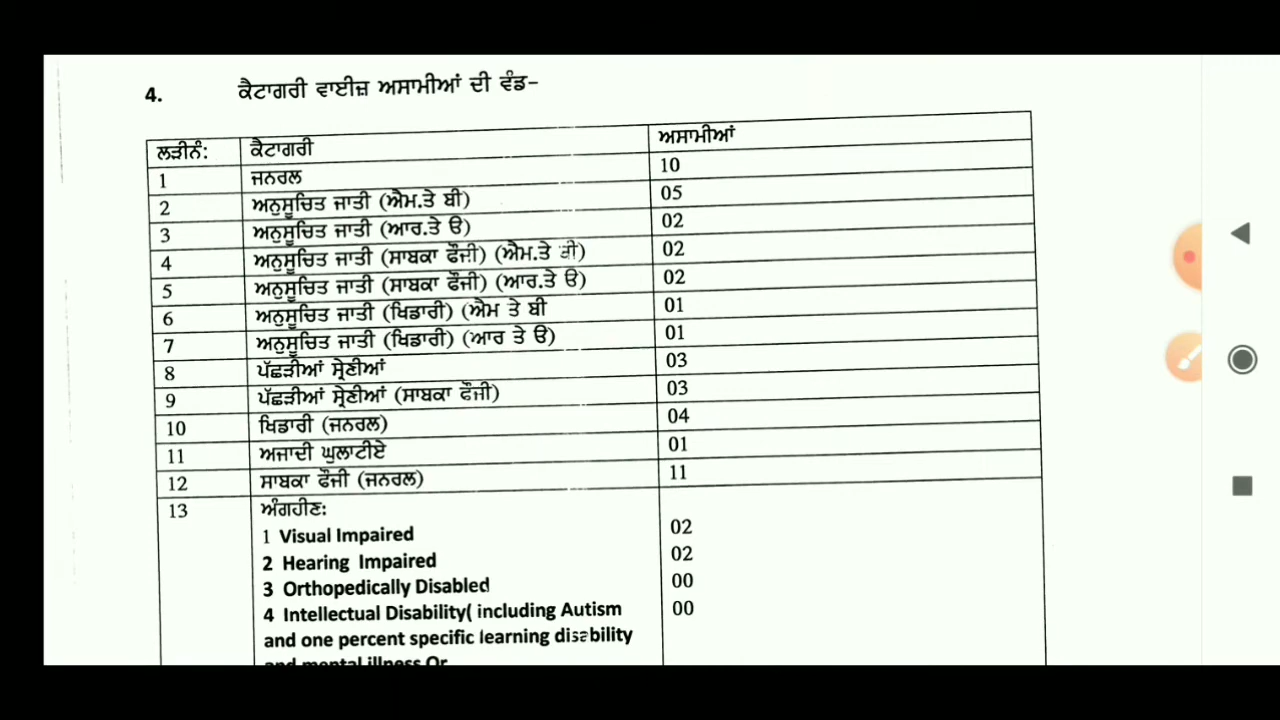 4. ਕੈਟਾਗਰੀ ਵਾਈਜ਼ ਅਸਾਮੀਆਂ ਦੀ ਵੰਡ-
ਲੜੀਨੰ: ਕੈਟਾਗਰੀ ਅਸਾਮੀਆਂ
1 ਜਨਰਲ 10
2 ਅਨੁਸੂਚਿਤ ਜਾਤੀ (ਐਮ.ਤੇ ਬੀ) 05
3 ਅਨੁਸੂਚਿਤ ਜਾਤੀ (ਆਰ.ਤੇ ੳ) 02
4 ਅਨੁਸੂਚਿਤ ਜਾਤੀ (ਸਾਬਕਾ ਫੌਜੀ) (ਐਮ.ਤੇ ਬੀ) 02
5 ਅਨੁਸੂਚਿਤ ਜਾਤੀ (ਸਾਬਕਾ ਫੌਜੀ) (ਆਰ.ਤੇ ੳ) 02
6 ਅਨੁਸੂਚਿਤ ਜਾਤੀ (ਖਿਡਾਰੀ) (ਐਮ ਤੇ ਬੀ 01
7 ਅਨੁਸੂਚਿਤ ਜਾਤੀ (ਖਿਡਾਰੀ) (ਆਰ ਤੇ ੳ) 01
8 ਪੱਛੜੀਆਂ ਸ੍ਰੇਣੀਆਂ 03
9 ਪੱਛੜੀਆਂ ਸ੍ਰੇਣੀਆਂ (ਸਾਬਕਾ ਫੌਜੀ) 03
10 ਖਿਡਾਰੀ (ਜਨਰਲ) 04
11 ਅਜਾਦੀ ਘੁਲਾਟੀਏ 01
12 ਸਾਬਕਾ ਫੌਜੀ (ਜਨਰਲ) 11
13 ਅੰਗਹੀਣ:
1 Visual Impaired 02
2 Hearing Impaired 02
3 Orthopedically Disabled 00
4 Intellectual Disability( including Autism 00
and one percent specific learning disability
and mental illness Or